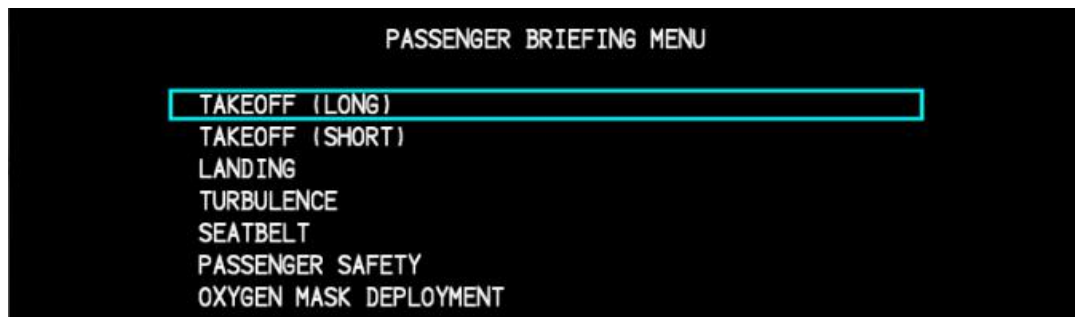 PASSENGER BRIEFING MENU
TAKEOFF (LONG)
TAKEOFF (SHORT)
LANDING
TURBULENCE
SEATBELT
PASSENGER SAFETY
OXYGEN MASK DEPLOYMENT